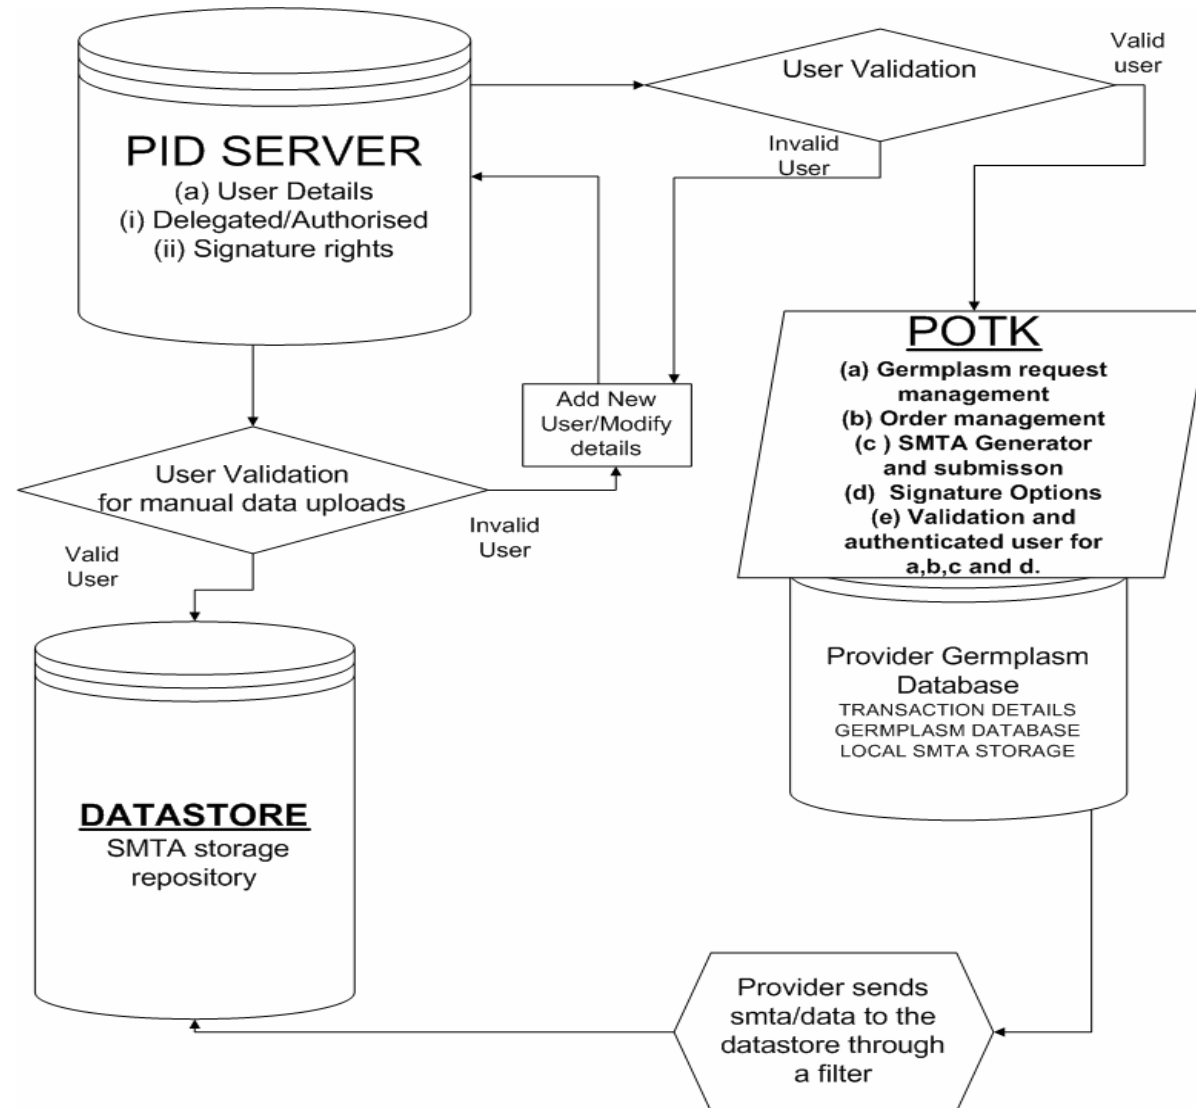 PID SERVER
(a) User Details
(i) Delegated/Authorised
(ii) Signature rights
User Validation
Valid
user
Invalid
User
Add New
User/Modify
details
User Validation
for manual data uploads
Invalid
User
Valid
User
POTK
(a) Germplasm request
management
(b) Order management
(c ) SMTA Generator
and submisson
(d)  Signature Options
(e) Validation and
authenticated user for
a,b,c and d.
Provider Germplasm
Database
TRANSACTION DETAILS
GERMPLASM DATABASE
LOCAL SMTA STORAGE
DATASTORE
SMTA storage
repository
Provider sends
smta/data to the
datastore through
a filter